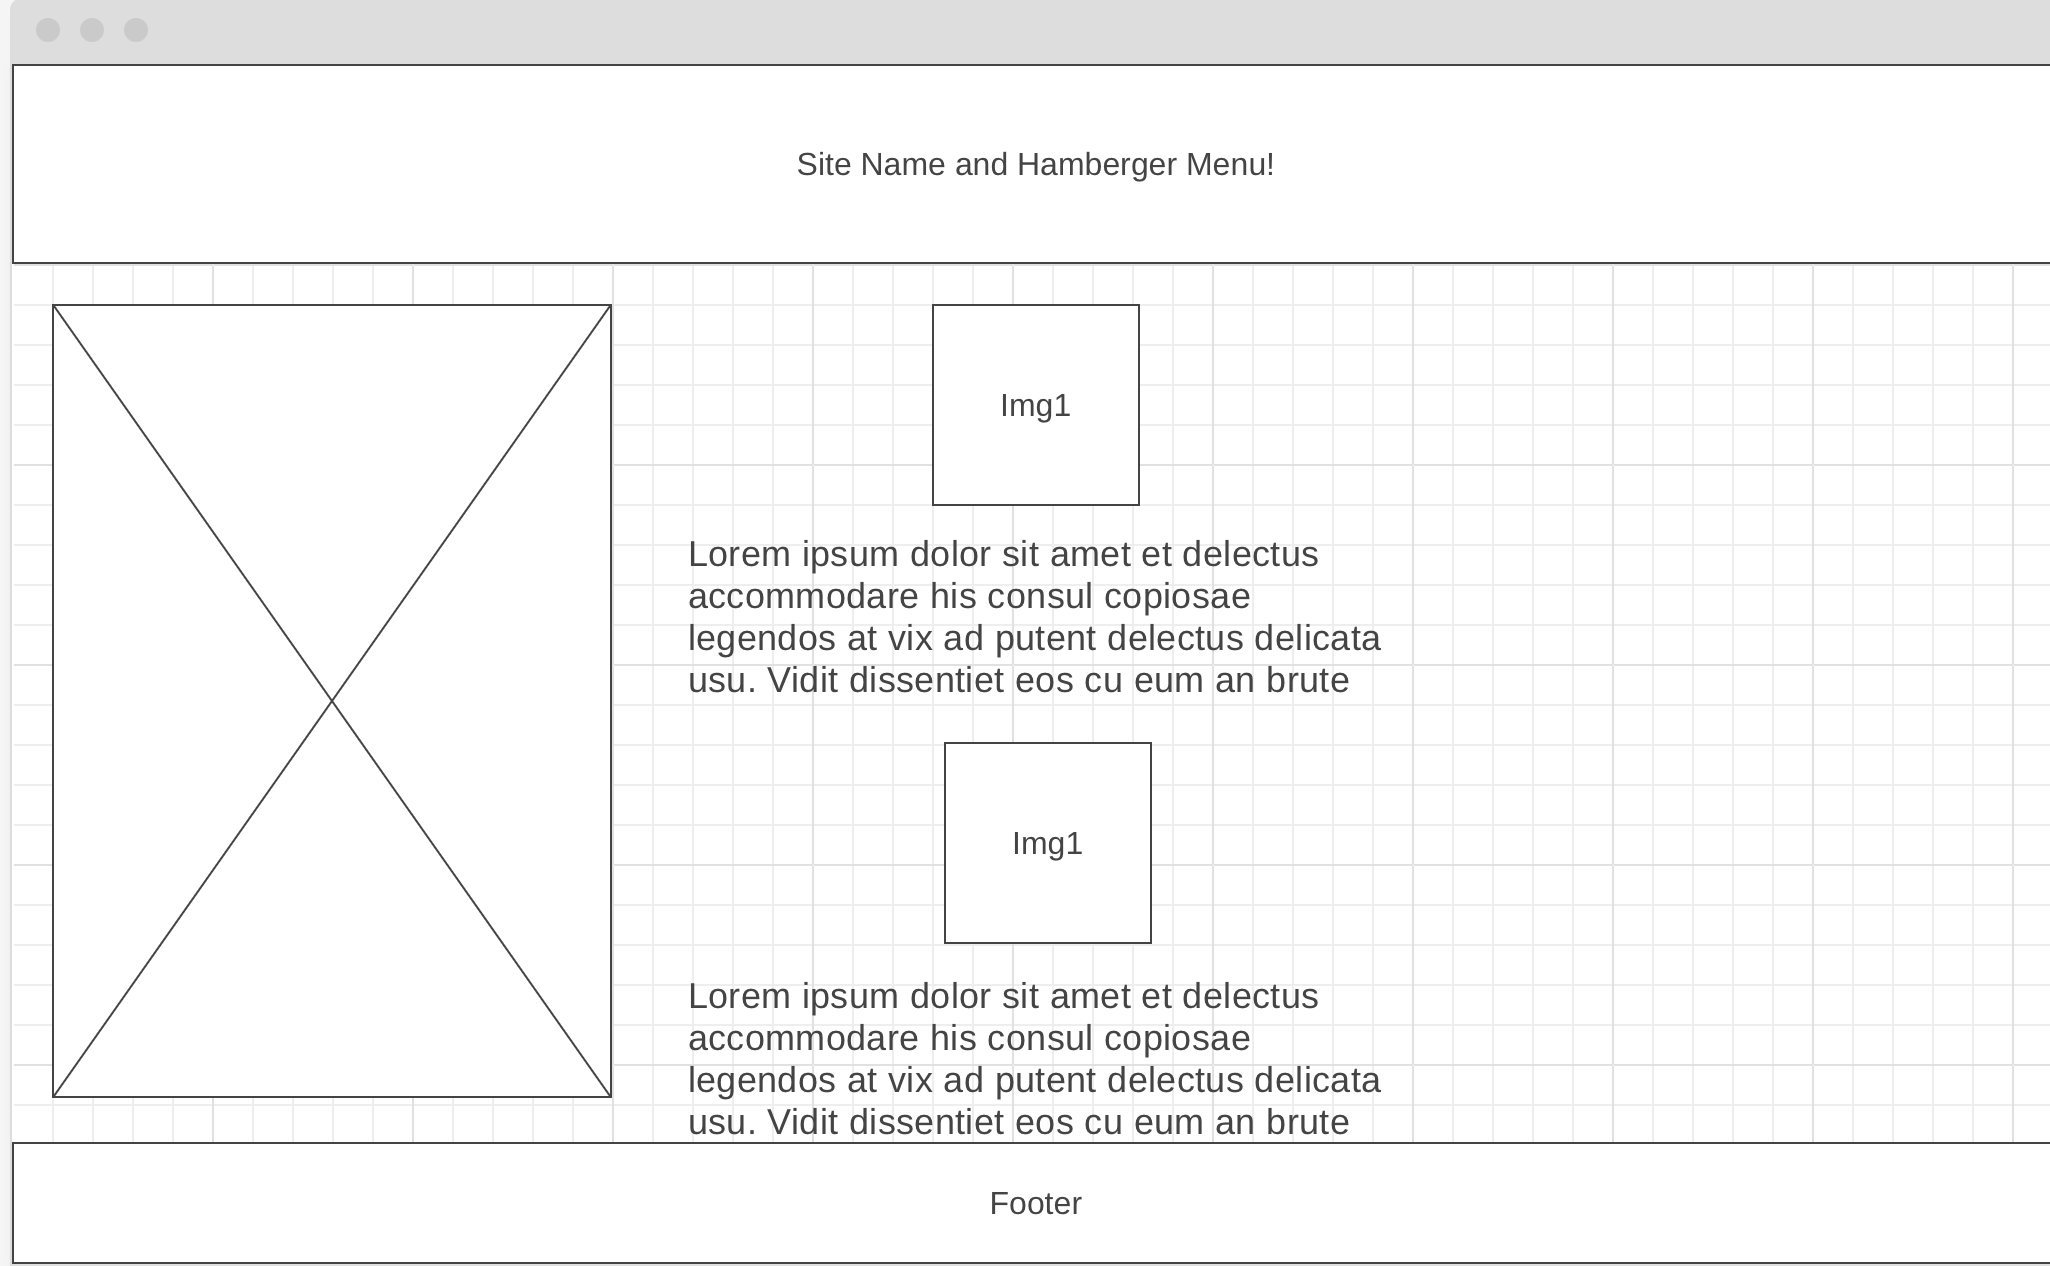 Site Name and Hamberger Menu!
Img1
Lorem ipsum dolor sit amet et delectus
accommodare his consul copiosae
legendos at vix ad putent delectus delicata
usu. Vidit dissentiet eos cu eum an brute
Img1
Lorem ipsum dolor sit amet et delectus
accommodare his consul copiosae
legendos at vix ad putent delectus delicata
usu. Vidit dissentiet eos cu eum an brute
Footer